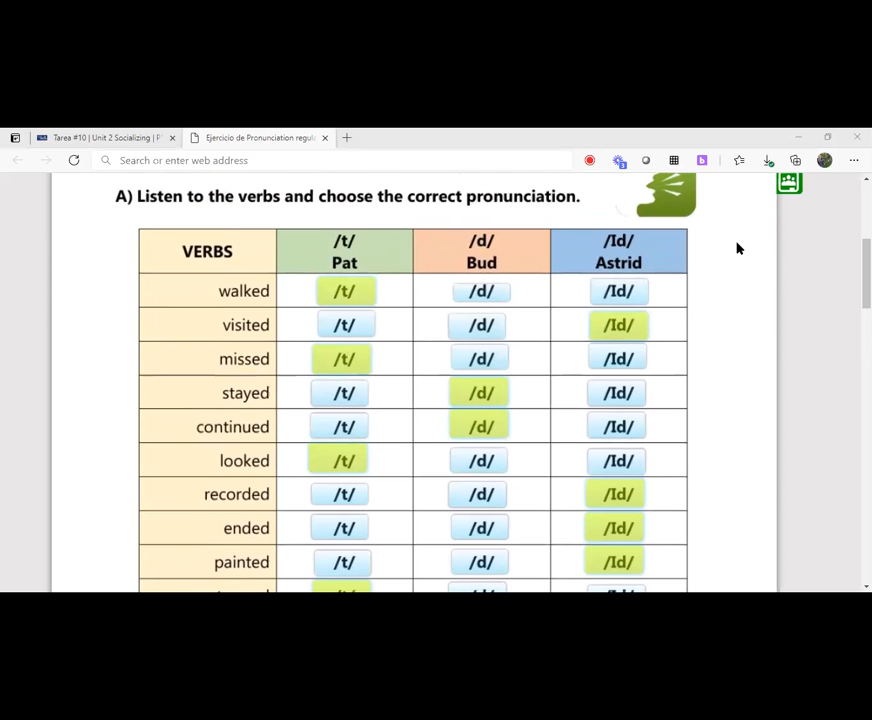 Tarea #10 | Unit 2 Socializing | P
Ejercicio de Pronunciation regula
Search or enter web address
A) Listen to the verbs and choose the correct pronunciation.
VERBS /t/ Pat /d/ Bud /Id/ Astrid
walked /t/ /d/ /Id/
visited /t/ /d/ /Id/
missed /t/ /d/ /Id/
stayed /t/ /d/ /Id/
continued /t/ /d/ /Id/
looked /t/ /d/ /Id/
recorded /t/ /d/ /Id/
ended /t/ /d/ /Id/
painted /t/ /d/ /Id/